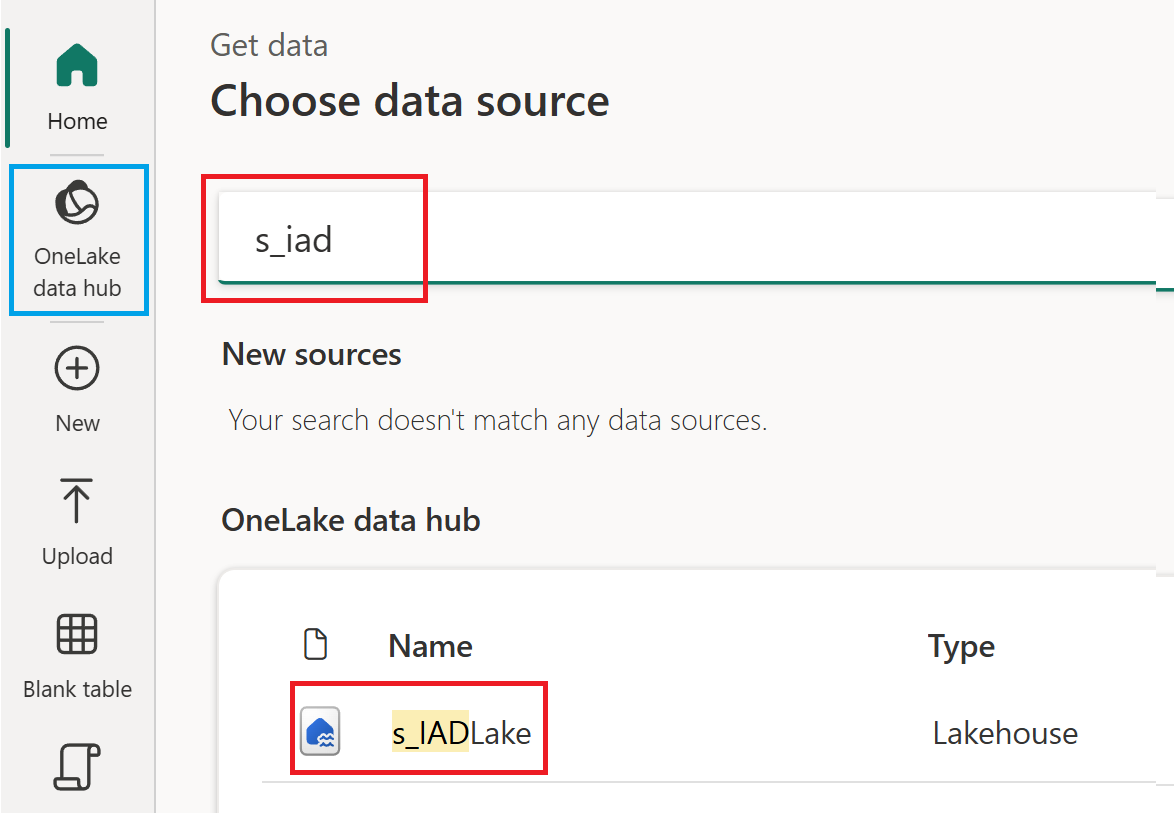 Home
OneLake
data hub
New
Upload
Blank table
Get data
Choose data source
s_iad
New sources
Your search doesn't match any data sources.
OneLake data hub
Name Type
s_IADLake Lakehouse